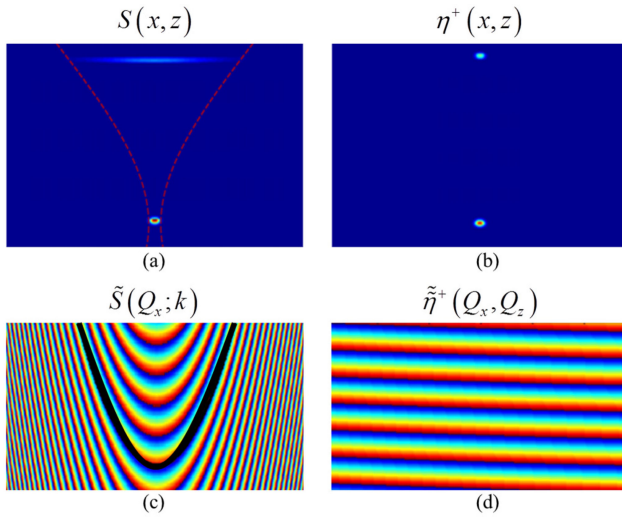 S(x,z) η⁺(x,z)
(a) (b)
S̃(Qₓ;k) η̃̃⁺(Qₓ,Q_z)
(c) (d)